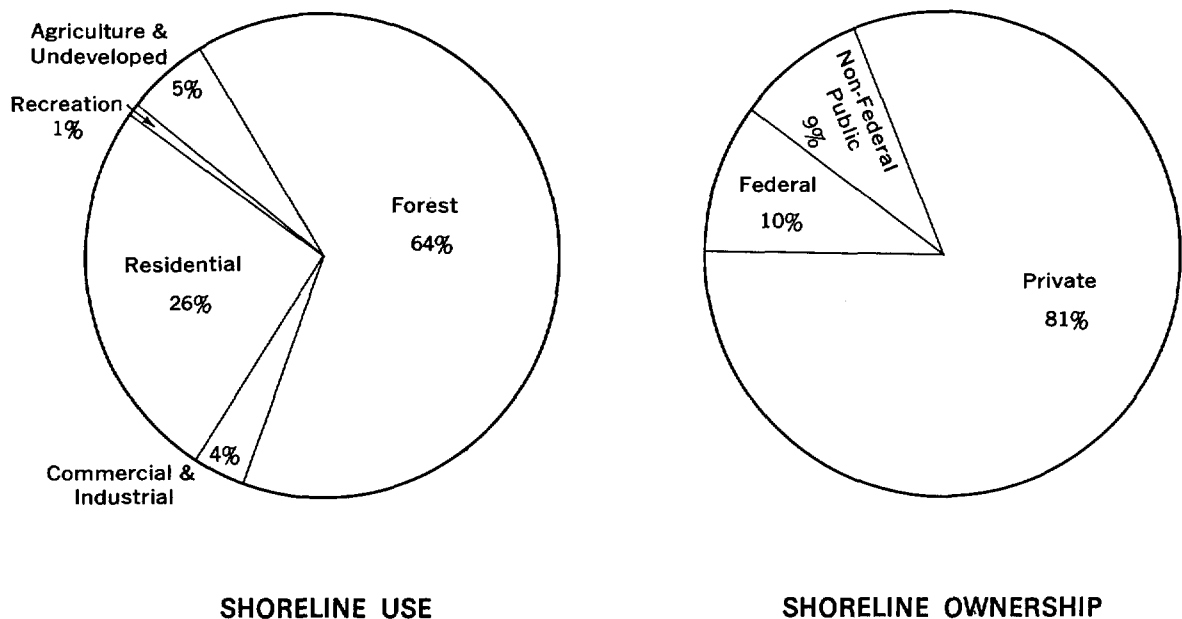 Agriculture &
Undeveloped
5%
Recreation
1%
Forest
64%
Residential
26%
4%
Commercial &
Industrial
SHORELINE USE
Non-Federal
Public
9%
Federal
10%
Private
81%
SHORELINE OWNERSHIP